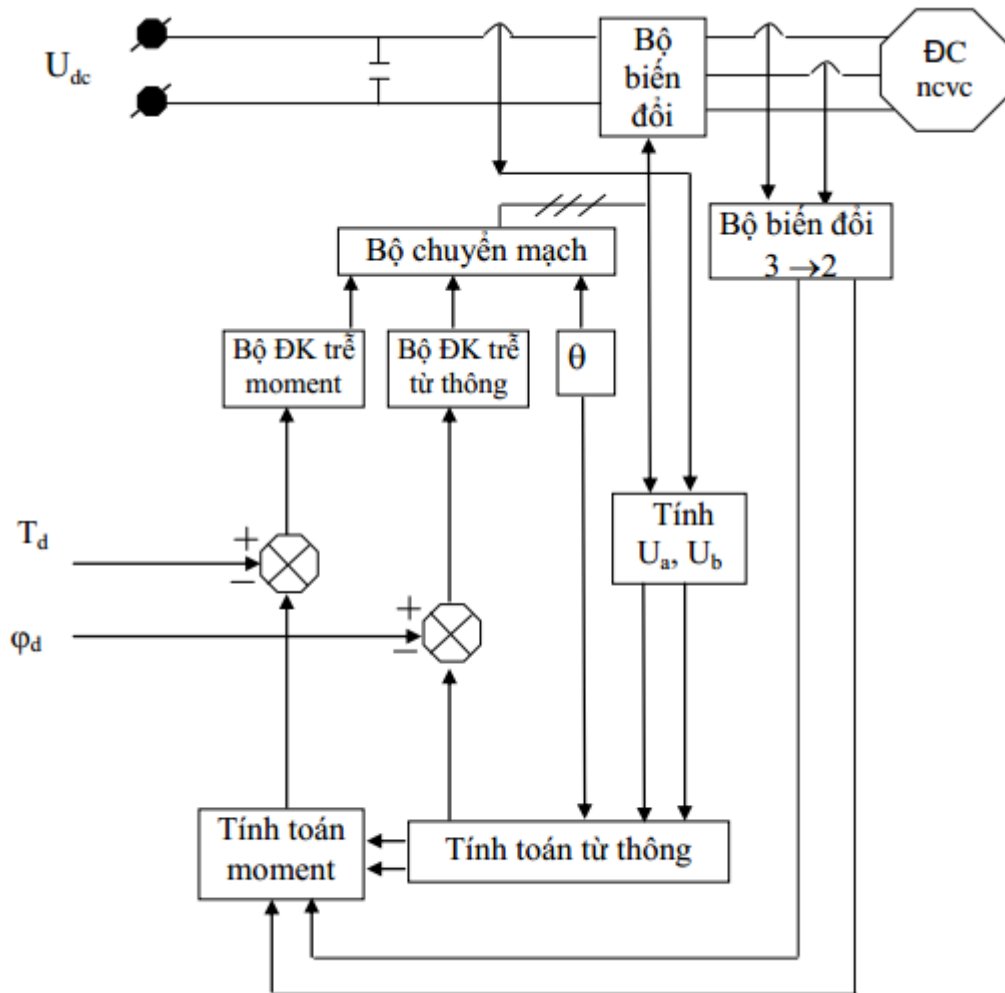 U_dc
Bộ
biến
đổi
ĐC
ncvc
Bộ biến đổi
3 →2
Bộ chuyển mạch
Bộ ĐK trễ
moment
Bộ ĐK trễ
từ thông
θ
Tính
U_a, U_b
T_d
+
−
φ_d
+
−
Tính toán
moment
Tính toán từ thông